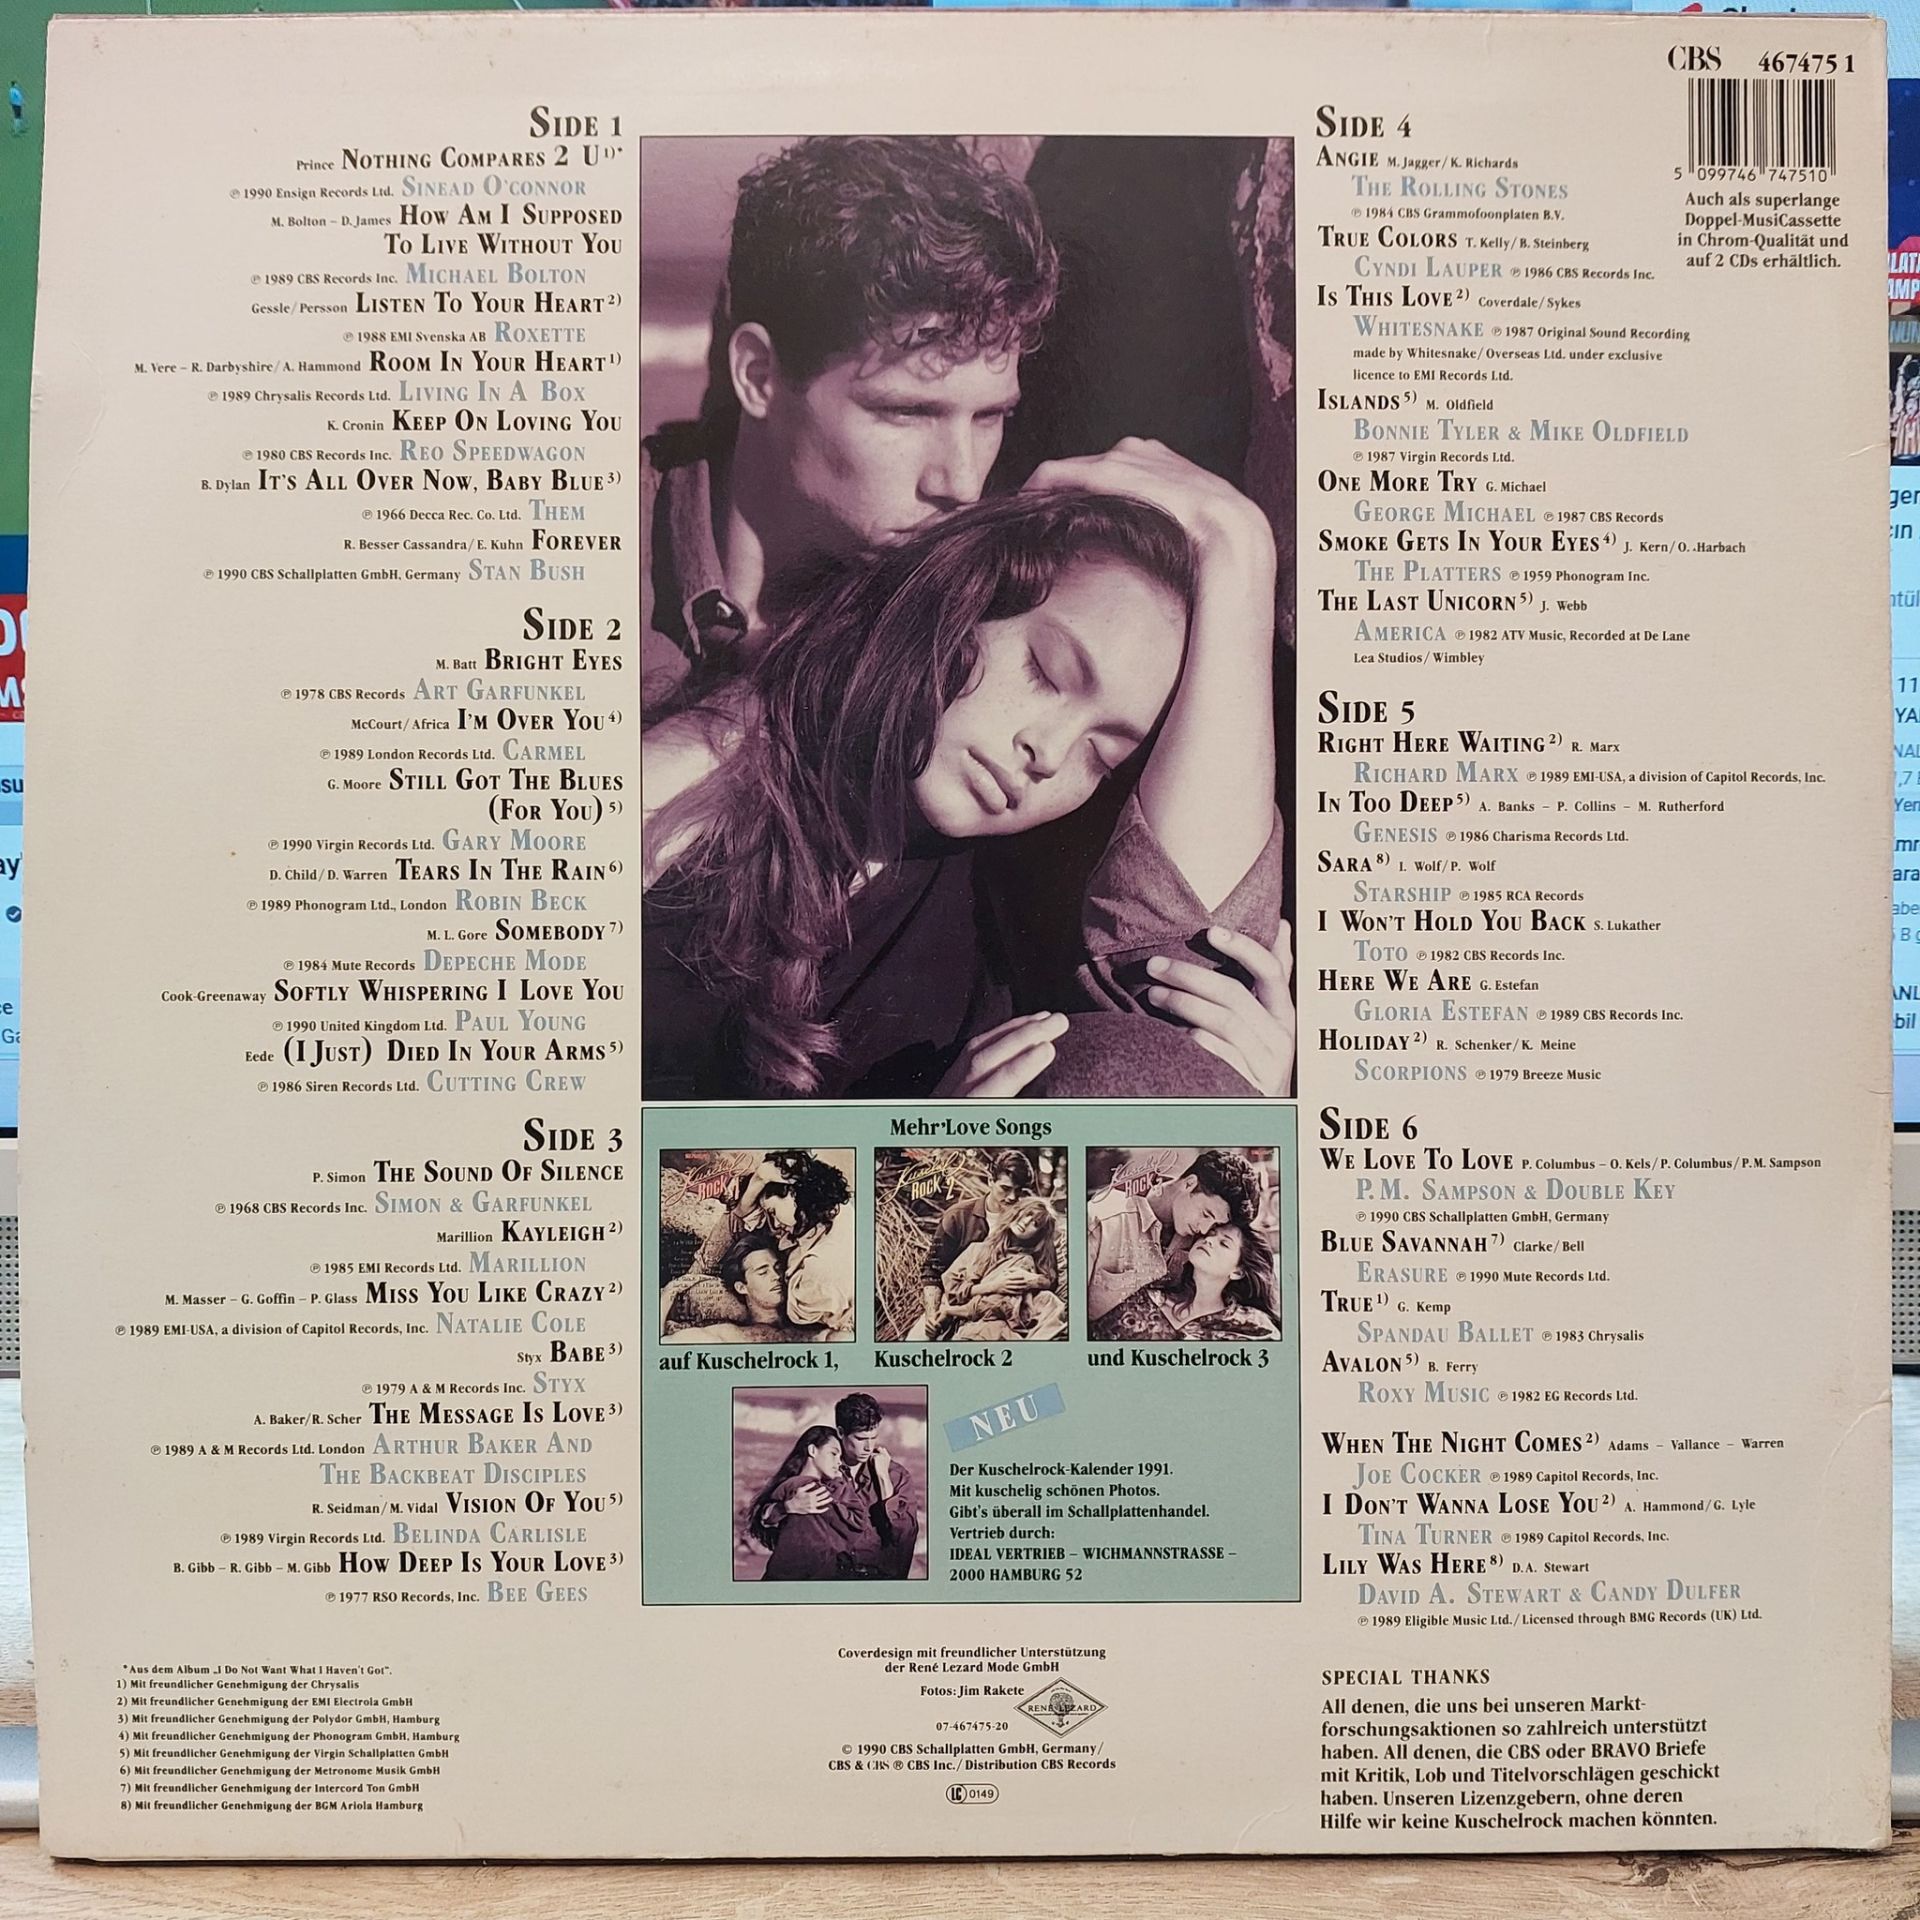 CBS 467475 1
5 099746 747510
Auch als superlange
Doppel-MusiCassette
in Chrom-Qualität und
auf 2 CDs erhältlich.
SIDE 1
Prince NOTHING COMPARES 2 U 1)*
℗ 1990 Ensign Records Ltd. SINEAD O'CONNOR
M. Bolton – D. James HOW AM I SUPPOSED
TO LIVE WITHOUT YOU
℗ 1989 CBS Records Inc. MICHAEL BOLTON
Gessle/Persson LISTEN TO YOUR HEART 2)
℗ 1988 EMI Svenska AB ROXETTE
M. Vere – R. Darbyshire/A. Hammond ROOM IN YOUR HEART 1)
℗ 1989 Chrysalis Records Ltd. LIVING IN A BOX
K. Cronin KEEP ON LOVING YOU
℗ 1980 CBS Records Inc. REO SPEEDWAGON
B. Dylan IT'S ALL OVER NOW, BABY BLUE 3)
℗ 1966 Decca Rec. Co. Ltd. THEM
R. Besser Cassandra/E. Kuhn FOREVER
℗ 1990 CBS Schallplatten GmbH, Germany STAN BUSH
SIDE 2
M. Batt BRIGHT EYES
℗ 1978 CBS Records ART GARFUNKEL
McCourt/Africa I'M OVER YOU 4)
℗ 1989 London Records Ltd. CARMEL
G. Moore STILL GOT THE BLUES
(FOR YOU) 5)
℗ 1990 Virgin Records Ltd. GARY MOORE
D. Child/D. Warren TEARS IN THE RAIN 6)
℗ 1989 Phonogram Ltd., London ROBIN BECK
M. L. Gore SOMEBODY 7)
℗ 1984 Mute Records DEPECHE MODE
Cook-Greenaway SOFTLY WHISPERING I LOVE YOU
℗ 1990 United Kingdom Ltd. PAUL YOUNG
Eede (I JUST) DIED IN YOUR ARMS 5)
℗ 1986 Siren Records Ltd. CUTTING CREW
SIDE 3
P. Simon THE SOUND OF SILENCE
℗ 1968 CBS Records Inc. SIMON & GARFUNKEL
Marillion KAYLEIGH 2)
℗ 1985 EMI Records Ltd. MARILLION
M. Masser – G. Goffin – P. Glass MISS YOU LIKE CRAZY 2)
℗ 1989 EMI-USA, a division of Capitol Records, Inc. NATALIE COLE
Styx BABE 3)
℗ 1979 A & M Records Inc. STYX
A. Baker/R. Scher THE MESSAGE IS LOVE 3)
℗ 1989 A & M Records Ltd. London ARTHUR BAKER AND
THE BACKBEAT DISCIPLES
R. Seidman/M. Vidal VISION OF YOU 5)
℗ 1989 Virgin Records Ltd. BELINDA CARLISLE
B. Gibb – R. Gibb – M. Gibb HOW DEEP IS YOUR LOVE 3)
℗ 1977 RSO Records, Inc. BEE GEES
*Aus dem Album „I Do Not Want What I Haven't Got".
1) Mit freundlicher Genehmigung der Chrysalis
2) Mit freundlicher Genehmigung der EMI Electrola GmbH
3) Mit freundlicher Genehmigung der Polydor GmbH, Hamburg
4) Mit freundlicher Genehmigung der Phonogram GmbH, Hamburg
5) Mit freundlicher Genehmigung der Virgin Schallplatten GmbH
6) Mit freundlicher Genehmigung der Metronome Musik GmbH
7) Mit freundlicher Genehmigung der Intercord Ton GmbH
8) Mit freundlicher Genehmigung der BGM Ariola Hamburg
Mehr Love Songs
Kuschel ROCK 1
Kuschel ROCK 2
Kuschel ROCK
auf Kuschelrock 1,
Kuschelrock 2
und Kuschelrock 3
NEU
Der Kuschelrock-Kalender 1991.
Mit kuschelig schönen Photos.
Gibt's überall im Schallplattenhandel.
Vertrieb durch:
IDEAL VERTRIEB – WICHMANNSTRASSE –
2000 HAMBURG 52
Coverdesign mit freundlicher Unterstützung
der René Lezard Mode GmbH
Fotos: Jim Rakete
RENÉ LEZARD
07-467475-20
© 1990 CBS Schallplatten GmbH, Germany/
CBS & CBS ® CBS Inc./Distribution CBS Records
LC 0149
SIDE 4
ANGIE M. Jagger/K. Richards
THE ROLLING STONES
℗ 1984 CBS Grammofoonplaten B.V.
TRUE COLORS T. Kelly/B. Steinberg
CYNDI LAUPER ℗ 1986 CBS Records Inc.
IS THIS LOVE 2) Coverdale/Sykes
WHITESNAKE ℗ 1987 Original Sound Recording
made by Whitesnake/Overseas Ltd. under exclusive
licence to EMI Records Ltd.
ISLANDS 5) M. Oldfield
BONNIE TYLER & MIKE OLDFIELD
℗ 1987 Virgin Records Ltd.
ONE MORE TRY G. Michael
GEORGE MICHAEL ℗ 1987 CBS Records
SMOKE GETS IN YOUR EYES 4) J. Kern/O. Harbach
THE PLATTERS ℗ 1959 Phonogram Inc.
THE LAST UNICORN 5) J. Webb
AMERICA ℗ 1982 ATV Music, Recorded at De Lane
Lea Studios/Wimbley
SIDE 5
RIGHT HERE WAITING 2) R. Marx
RICHARD MARX ℗ 1989 EMI-USA, a division of Capitol Records, Inc.
IN TOO DEEP 5) A. Banks – P. Collins – M. Rutherford
GENESIS ℗ 1986 Charisma Records Ltd.
SARA 8) I. Wolf/P. Wolf
STARSHIP ℗ 1985 RCA Records
I WON'T HOLD YOU BACK S. Lukather
TOTO ℗ 1982 CBS Records Inc.
HERE WE ARE G. Estefan
GLORIA ESTEFAN ℗ 1989 CBS Records Inc.
HOLIDAY 2) R. Schenker/K. Meine
SCORPIONS ℗ 1979 Breeze Music
SIDE 6
WE LOVE TO LOVE P. Columbus – O. Kels/P. Columbus/P.M. Sampson
P.M. SAMPSON & DOUBLE KEY
℗ 1990 CBS Schallplatten GmbH, Germany
BLUE SAVANNAH 7) Clarke/Bell
ERASURE ℗ 1990 Mute Records Ltd.
TRUE 1) G. Kemp
SPANDAU BALLET ℗ 1983 Chrysalis
AVALON 5) B. Ferry
ROXY MUSIC ℗ 1982 EG Records Ltd.
WHEN THE NIGHT COMES 2) Adams – Vallance – Warren
JOE COCKER ℗ 1989 Capitol Records, Inc.
I DON'T WANNA LOSE YOU 2) A. Hammond/G. Lyle
TINA TURNER ℗ 1989 Capitol Records, Inc.
LILY WAS HERE 8) D.A. Stewart
DAVID A. STEWART & CANDY DULFER
℗ 1989 Eligible Music Ltd./Licensed through BMG Records (UK) Ltd.
SPECIAL THANKS
All denen, die uns bei unseren Markt-
forschungsaktionen so zahlreich unterstützt
haben. All denen, die CBS oder BRAVO Briefe
mit Kritik, Lob und Titelvorschlägen geschickt
haben. Unseren Lizenzgebern, ohne deren
Hilfe wir keine Kuschelrock machen könnten.